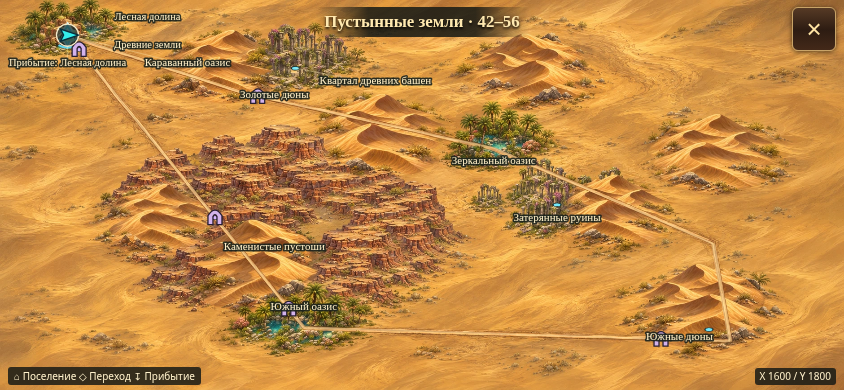 Пустынные земли · 42–56
Лесная долина
Древние земли
Прибытие: Лесная долина
Караванный оазис
Квартал древних башен
Золотые дюны
Зеркальный оазис
Затерянные руины
Каменистые пустоши
Южный оазис
Южные дюны
⌂ Поселение ◇ Переход ↧ Прибытие
X 1600 / Y 1800